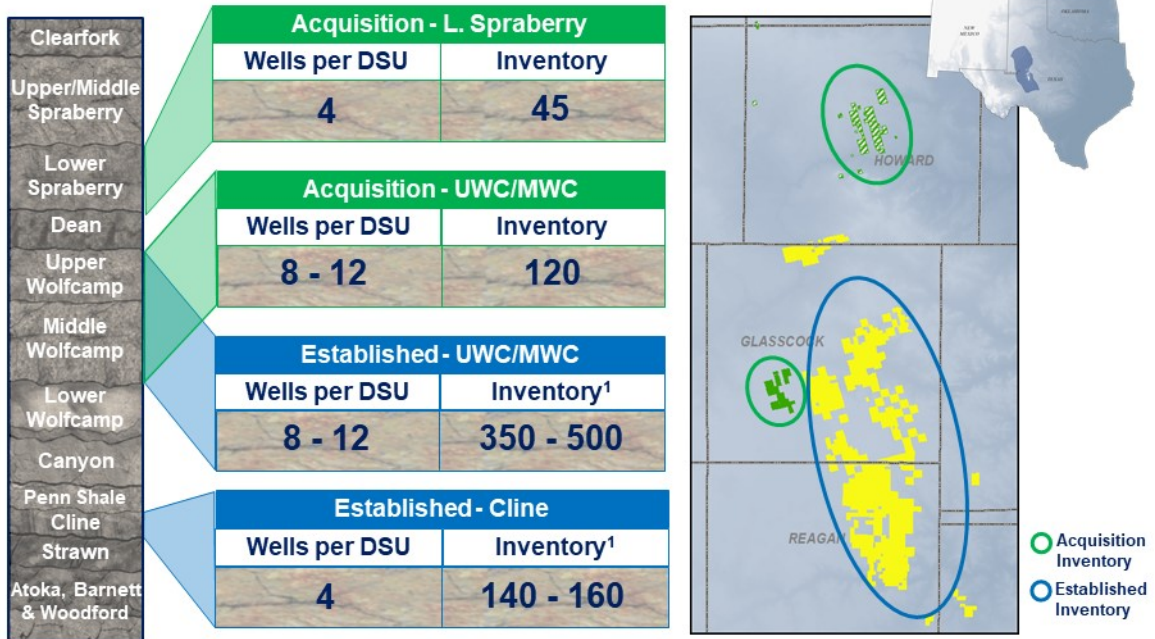 Clearfork
Upper/Middle
Spraberry
Lower
Spraberry
Dean
Upper
Wolfcamp
Middle
Wolfcamp
Lower
Wolfcamp
Canyon
Penn Shale
Cline
Strawn
Atoka, Barnett
& Woodford
Acquisition - L. Spraberry
Wells per DSU Inventory
4 45
Acquisition - UWC/MWC
Wells per DSU Inventory
8 - 12 120
Established - UWC/MWC
Wells per DSU Inventory¹
8 - 12 350 - 500
Established - Cline
Wells per DSU Inventory¹
4 140 - 160
NEW
MEXICO
TEXAS
HOWARD
GLASSCOCK
REAGAN
Acquisition
Inventory
Established
Inventory